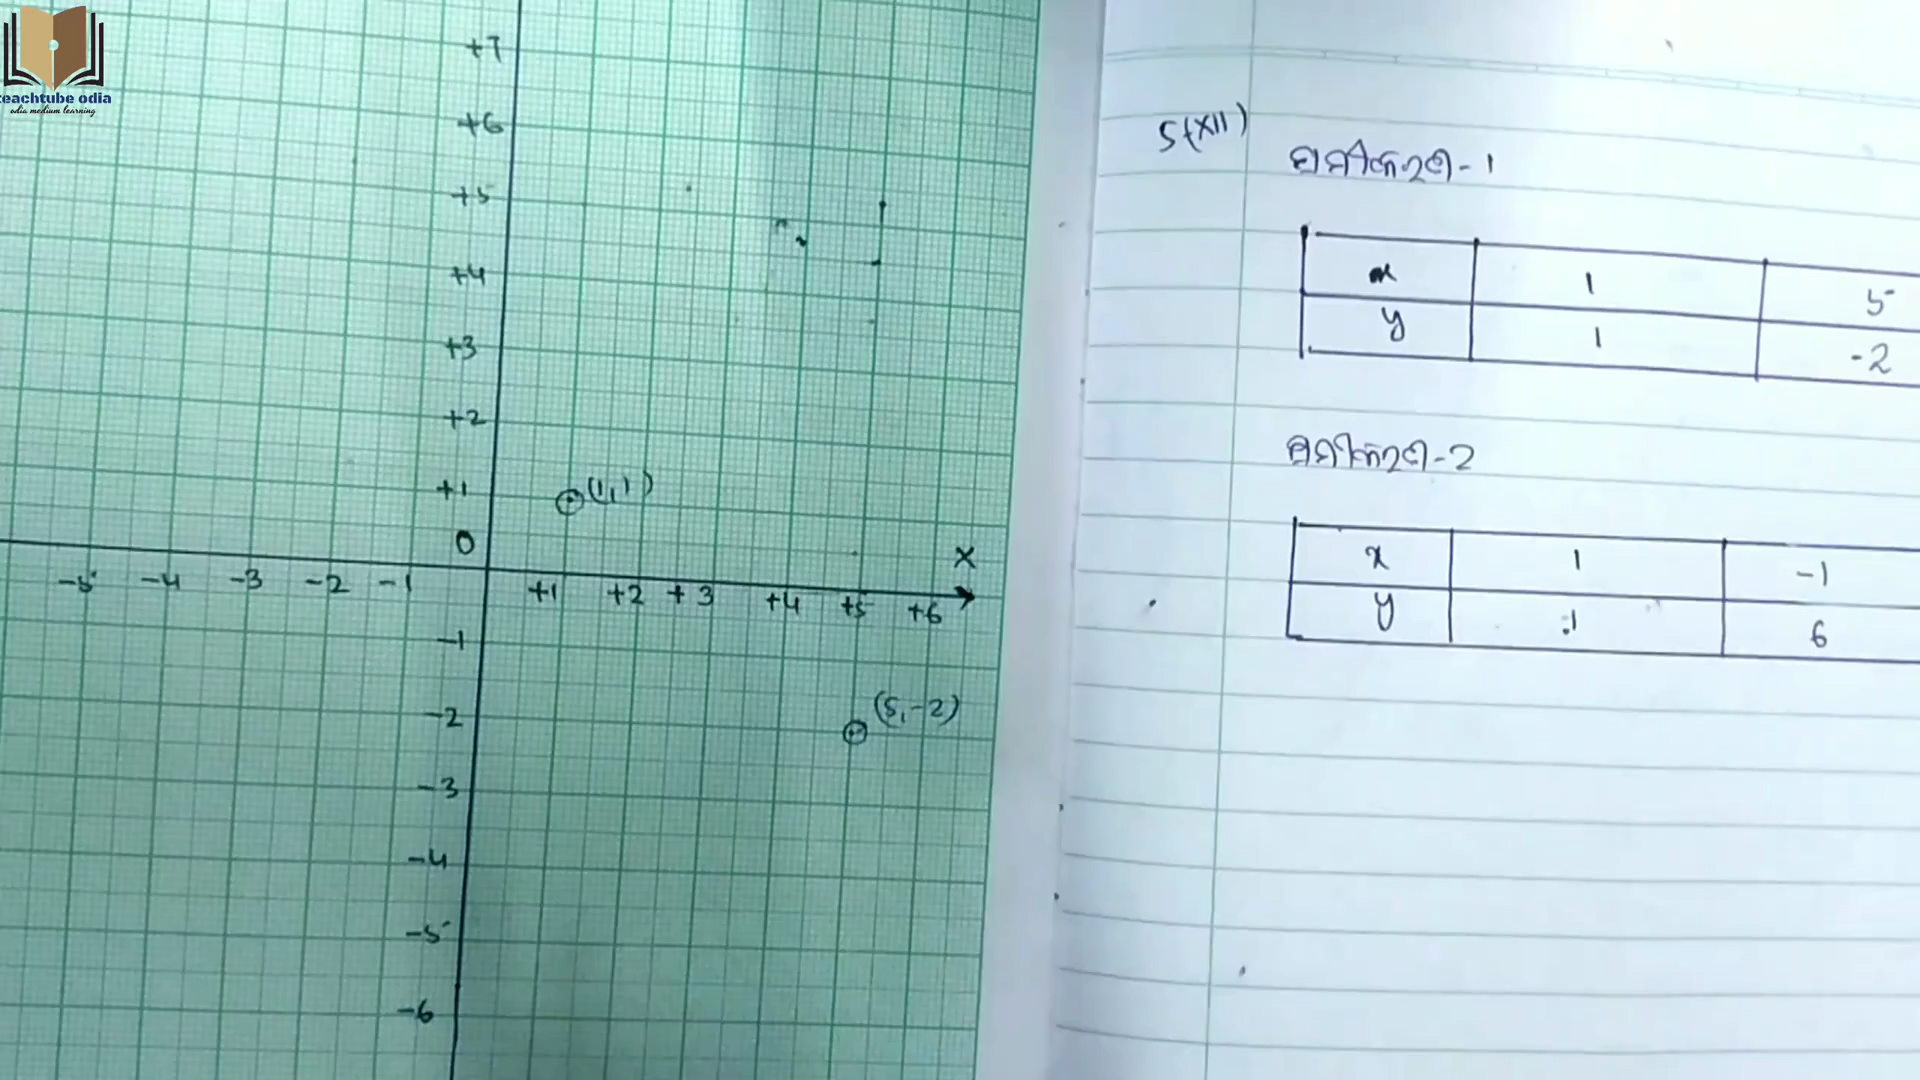 teachtube odia
odia medium learning
+7
+6
+5
+4
+3
+2
+1
(1,1)
0
X
-5 -4 -3 -2 -1 +1 +2 +3 +4 +5 +6
-1
-2
(5,-2)
-3
-4
-5
-6
5(XII)
ସମୀକରଣ-1
x 1 5
y 1 -2
ସମୀକରଣ-2
x 1 -1
y 1 6